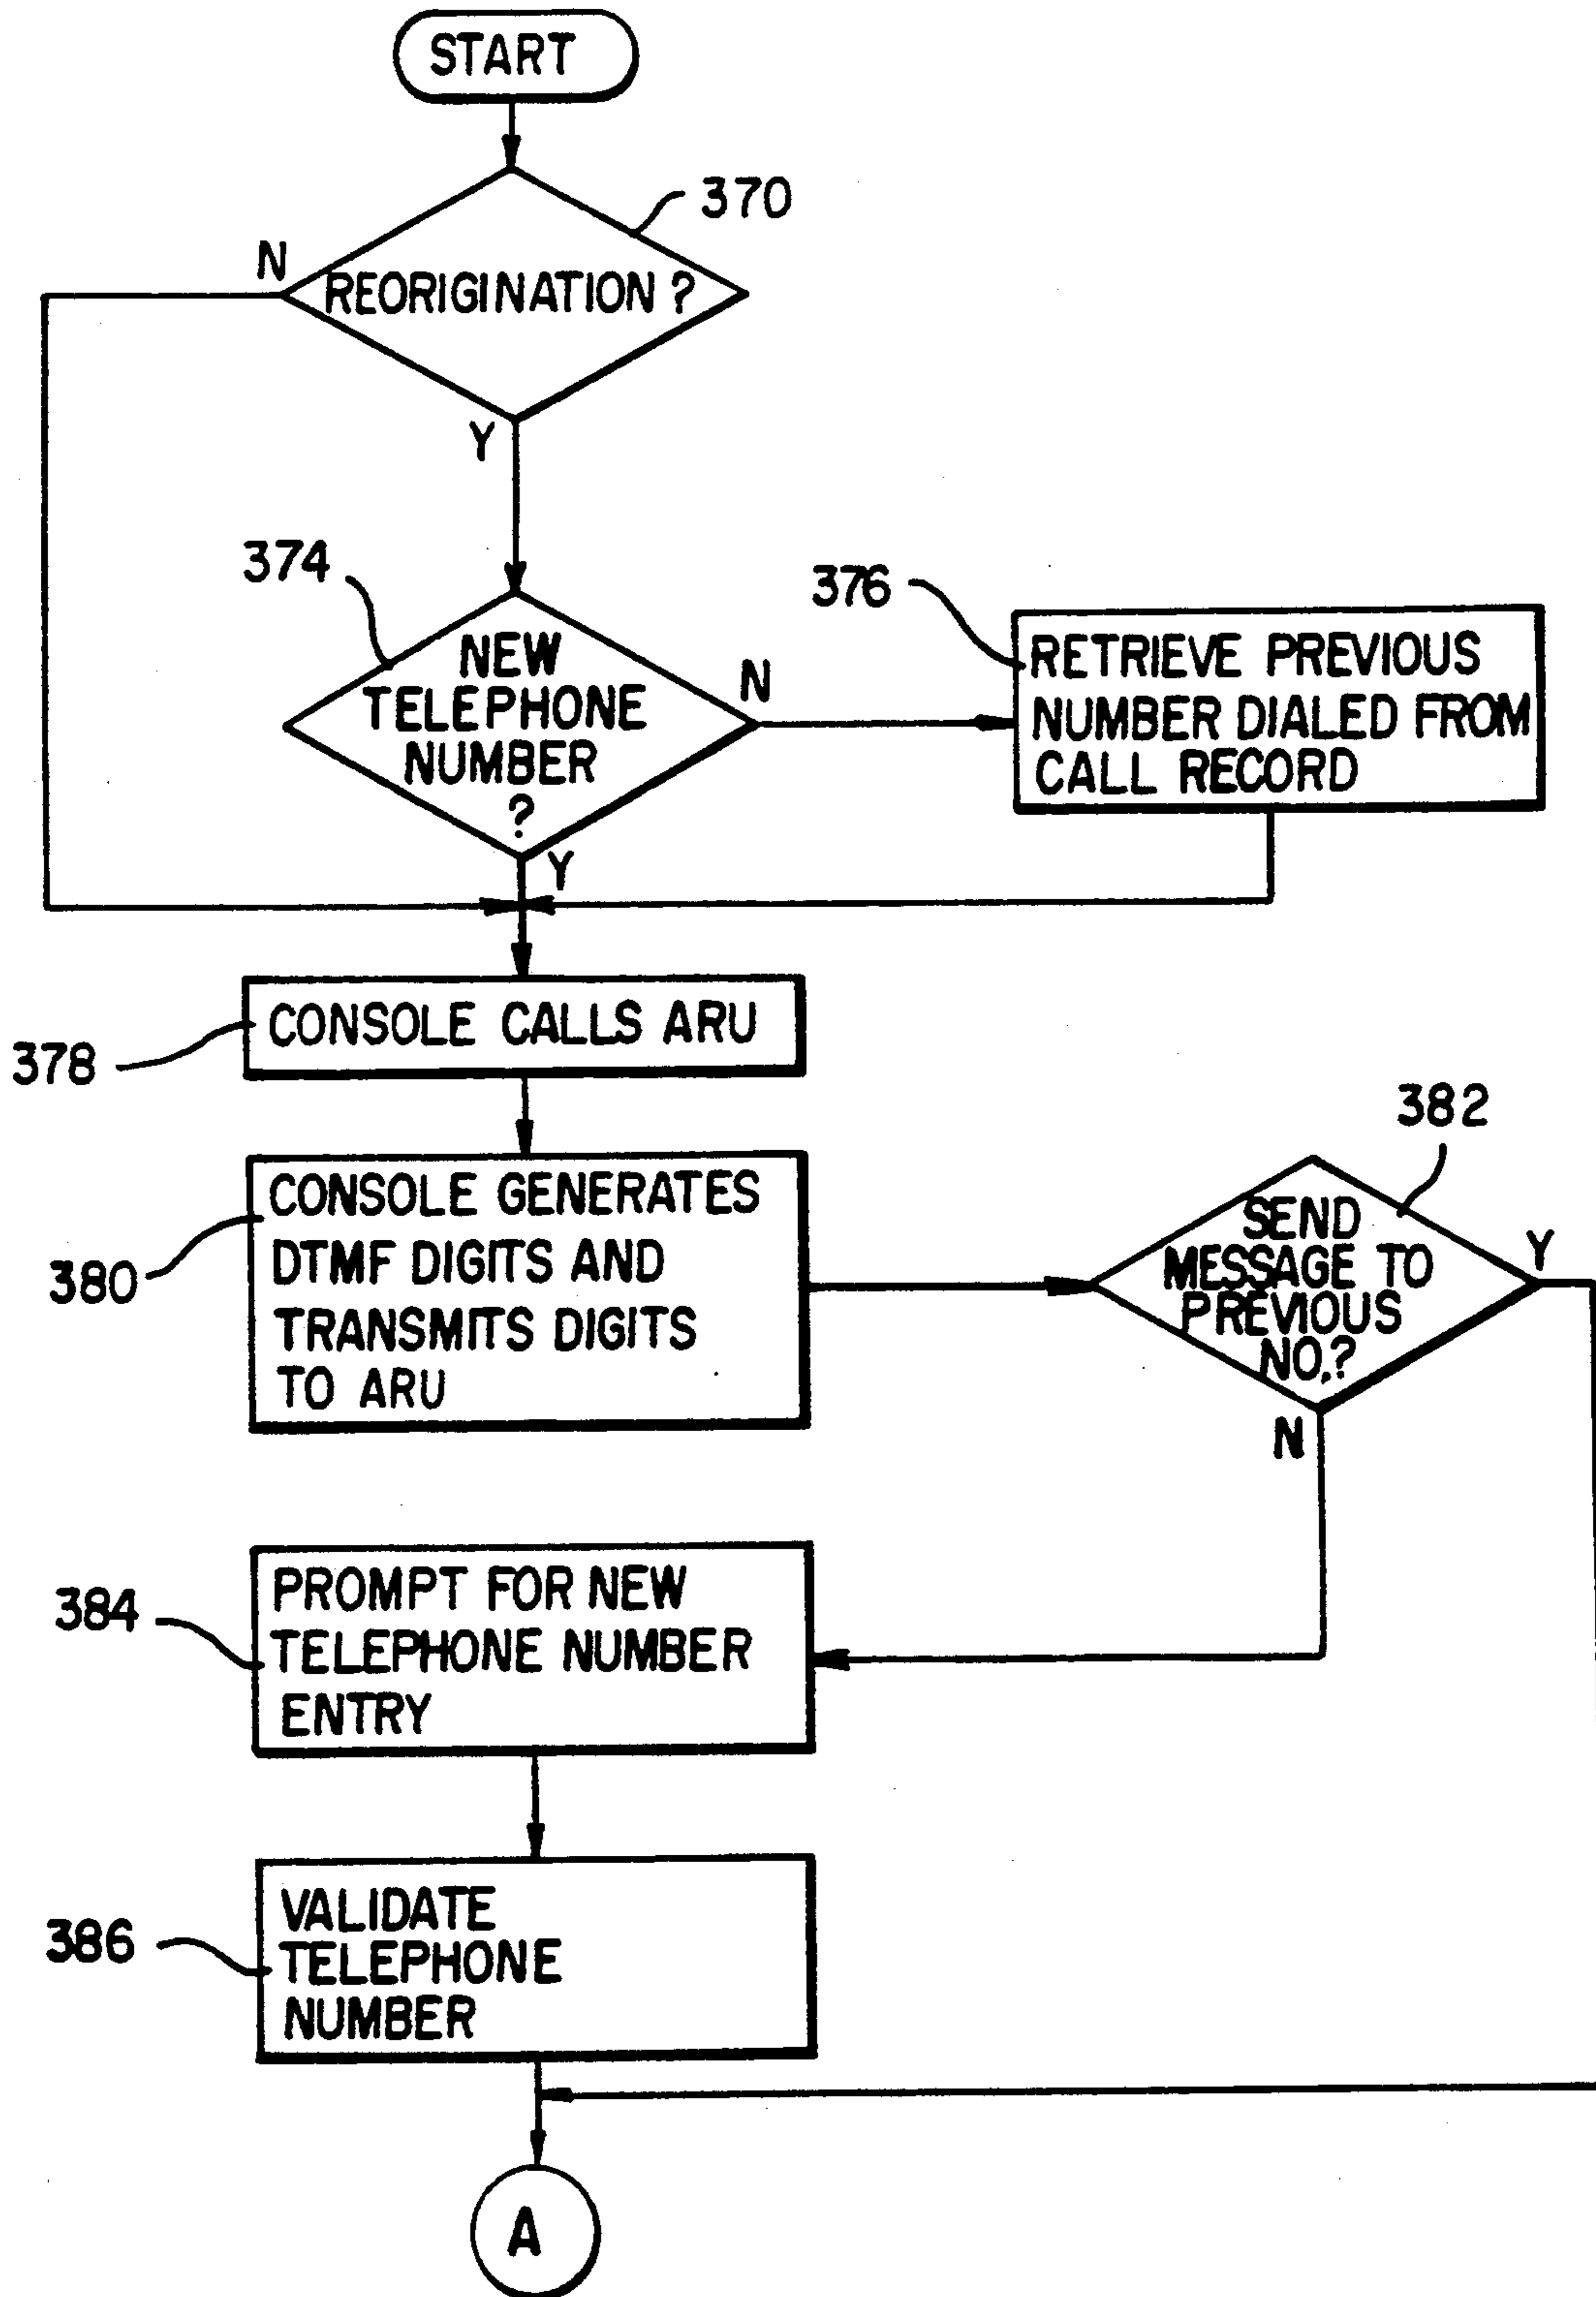 START
370
N
REORIGINATION ?
Y
374
376
NEW
TELEPHONE
NUMBER
?
N
RETRIEVE PREVIOUS
NUMBER DIALED FROM
CALL RECORD
Y
CONSOLE CALLS ARU
378
382
CONSOLE GENERATES
DTMF DIGITS AND
TRANSMITS DIGITS
TO ARU
380
SEND
MESSAGE TO
PREVIOUS
NO.?
Y
N
384
PROMPT FOR NEW
TELEPHONE NUMBER
ENTRY
386
VALIDATE
TELEPHONE
NUMBER
A